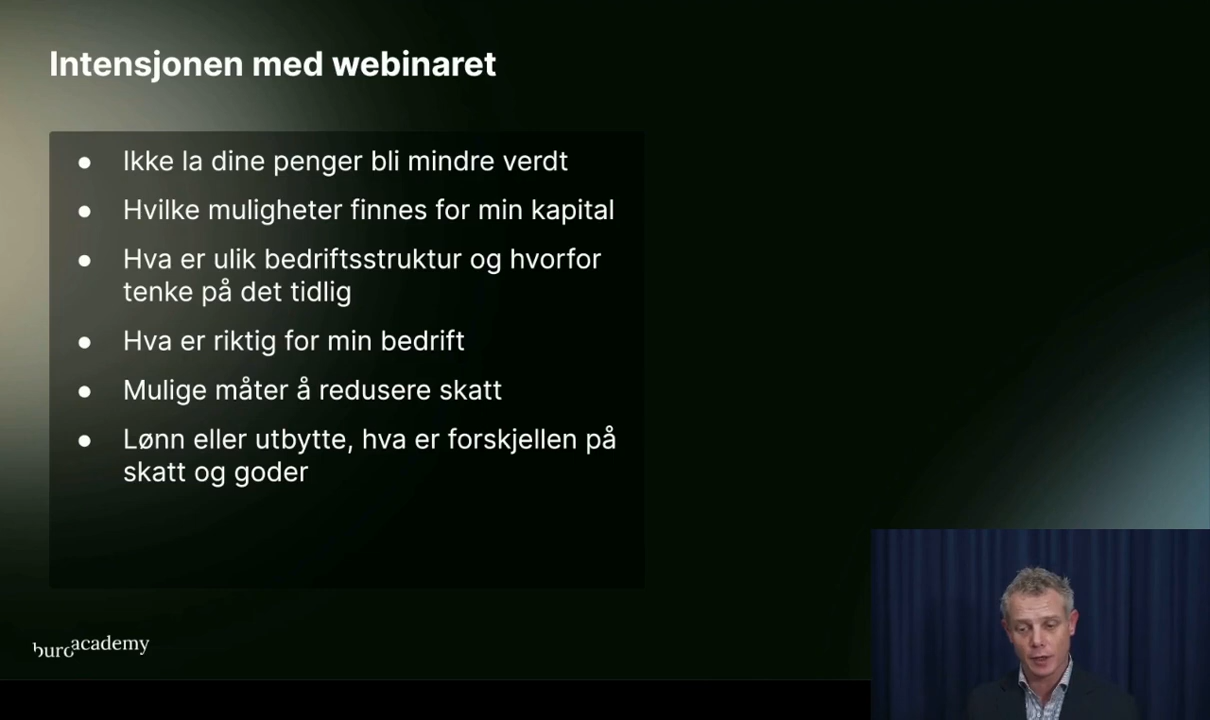 Intensjonen med webinaret
● Ikke la dine penger bli mindre verdt
● Hvilke muligheter finnes for min kapital
● Hva er ulik bedriftsstruktur og hvorfor
tenke på det tidlig
● Hva er riktig for min bedrift
● Mulige måter å redusere skatt
● Lønn eller utbytte, hva er forskjellen på
skatt og goder
buro academy